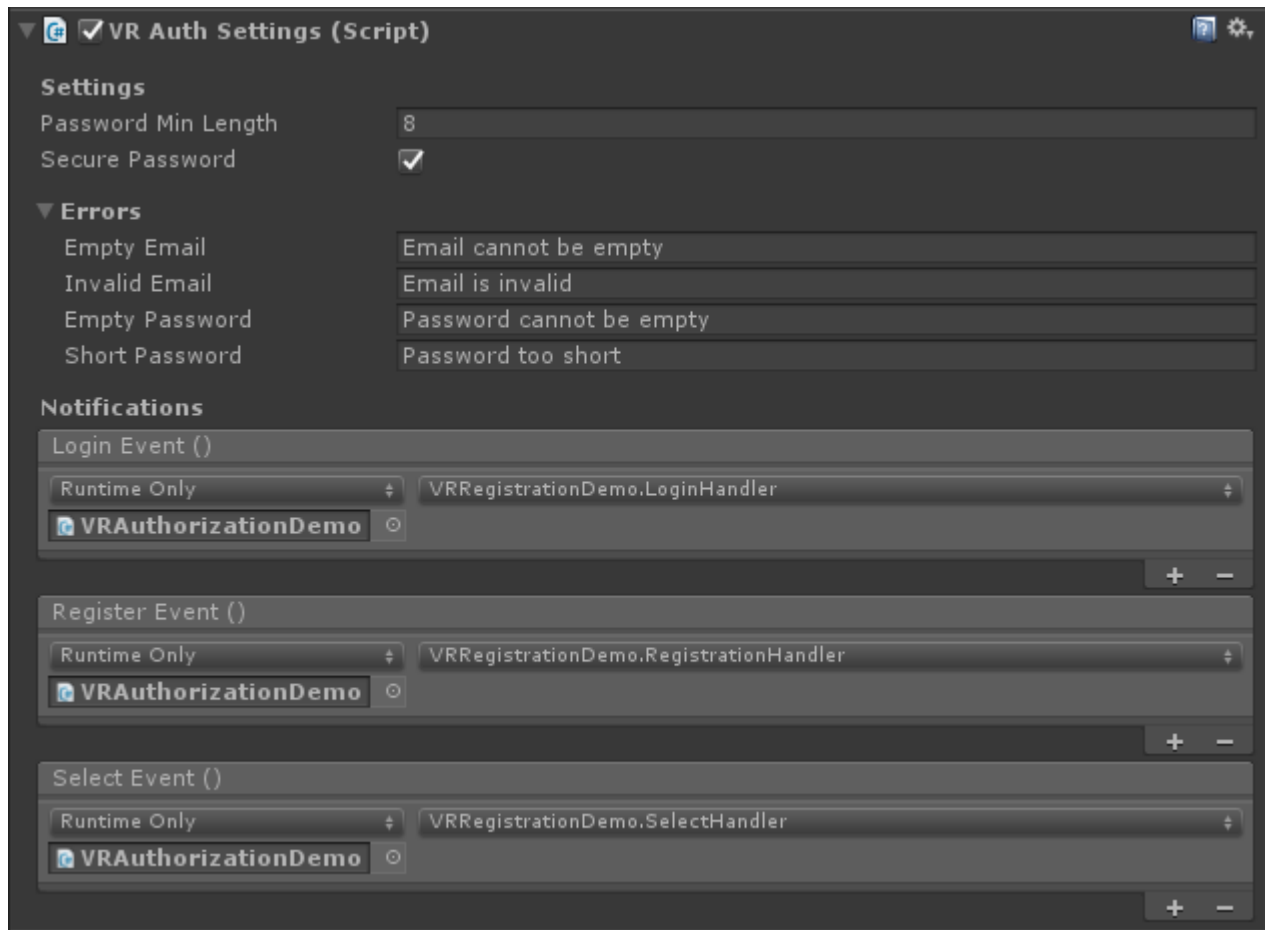 VR Auth Settings (Script)
Settings
Password Min Length 8
Secure Password
Errors
Empty Email Email cannot be empty
Invalid Email Email is invalid
Empty Password Password cannot be empty
Short Password Password too short
Notifications
Login Event ()
Runtime Only VRRegistrationDemo.LoginHandler
VRAuthorizationDemo
+ −
Register Event ()
Runtime Only VRRegistrationDemo.RegistrationHandler
VRAuthorizationDemo
+ −
Select Event ()
Runtime Only VRRegistrationDemo.SelectHandler
VRAuthorizationDemo
+ −